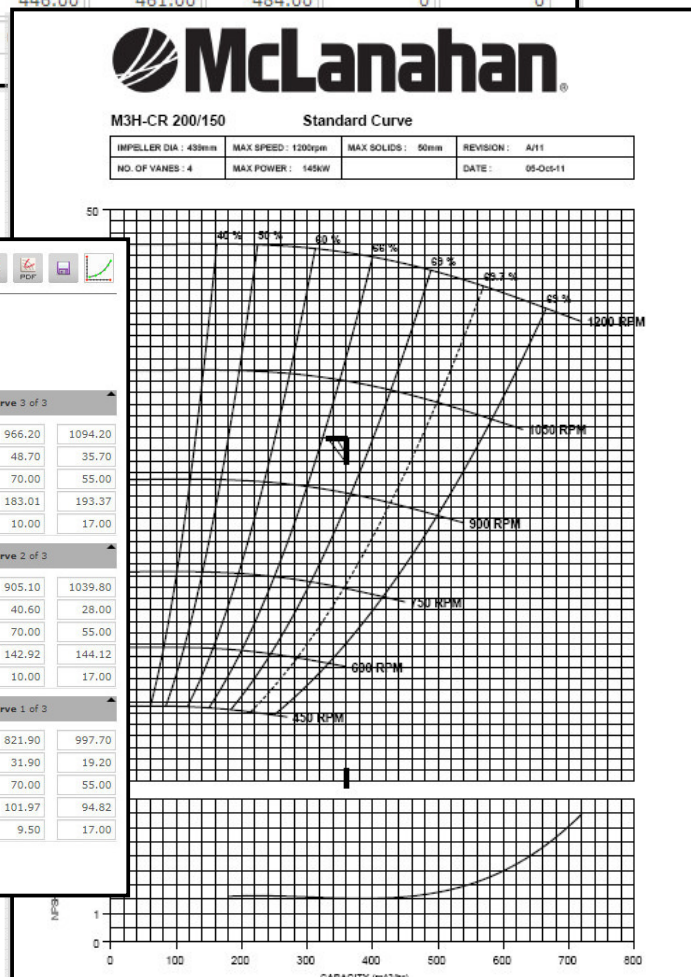 446.00 461.00 484.00 0 0
McLanahan®
M3H-CR 200/150 Standard Curve
IMPELLER DIA : 439mm MAX SPEED : 1200rpm MAX SOLIDS : 50mm REVISION : A/11
NO. OF VANES : 4 MAX POWER : 145kW DATE : 05-Oct-11
50
40 % 50 % 60 % 66 % 69 % 69.7 % 69 %
1200 RPM
1050 RPM
900 RPM
750 RPM
600 RPM
450 RPM
PDF
rve 3 of 3
966.20 1094.20
48.70 35.70
70.00 55.00
183.01 193.37
10.00 17.00
rve 2 of 3
905.10 1039.80
40.60 28.00
70.00 55.00
142.92 144.12
10.00 17.00
rve 1 of 3
821.90 997.70
31.90 19.20
70.00 55.00
101.97 94.82
9.50 17.00
NPSH
1
0
0 100 200 300 400 500 600 700 800
CAPACITY (m3/hr)